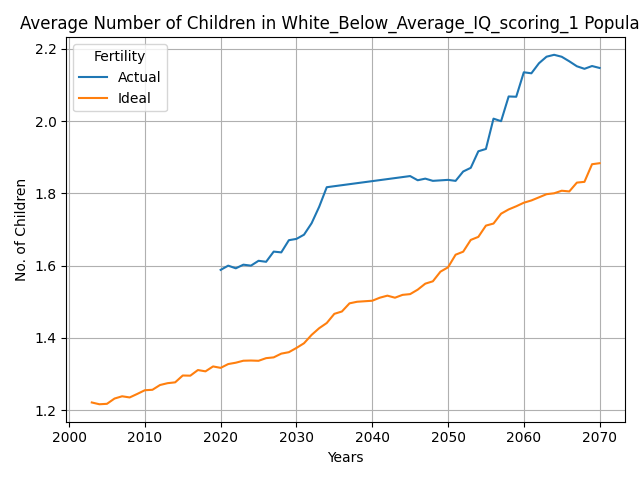 Average Number of Children in White_Below_Average_IQ_scoring_1 Popula
Fertility
Actual
Ideal
No. of Children
2.2
2.0
1.8
1.6
1.4
1.2
2000 2010 2020 2030 2040 2050 2060 2070
Years